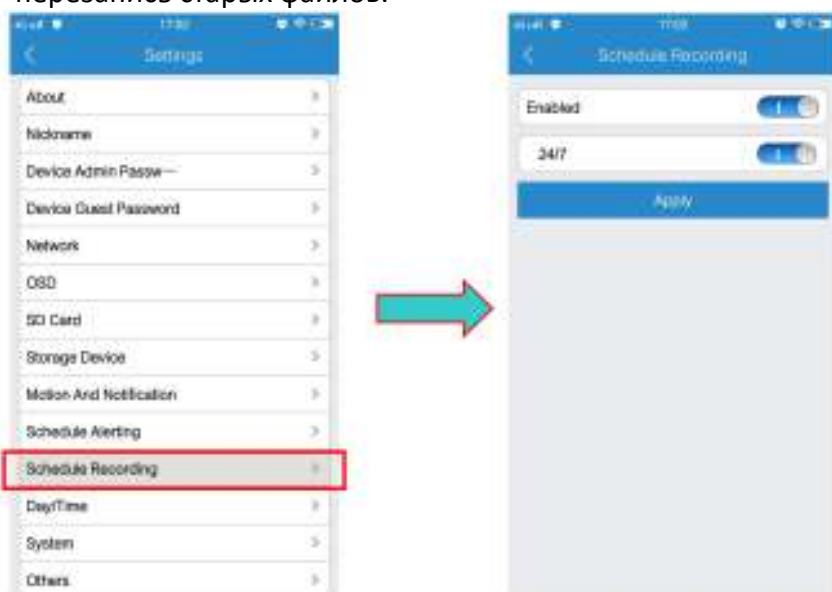 перезапись старых файлов.
Settings
About
Nickname
Device Admin Passw—
Device Guest Password
Network
OSD
SD Card
Storage Device
Motion And Notification
Schedule Alerting
Schedule Recording
Day/Time
System
Others
Schedule Recording
Enabled
24/7
Apply